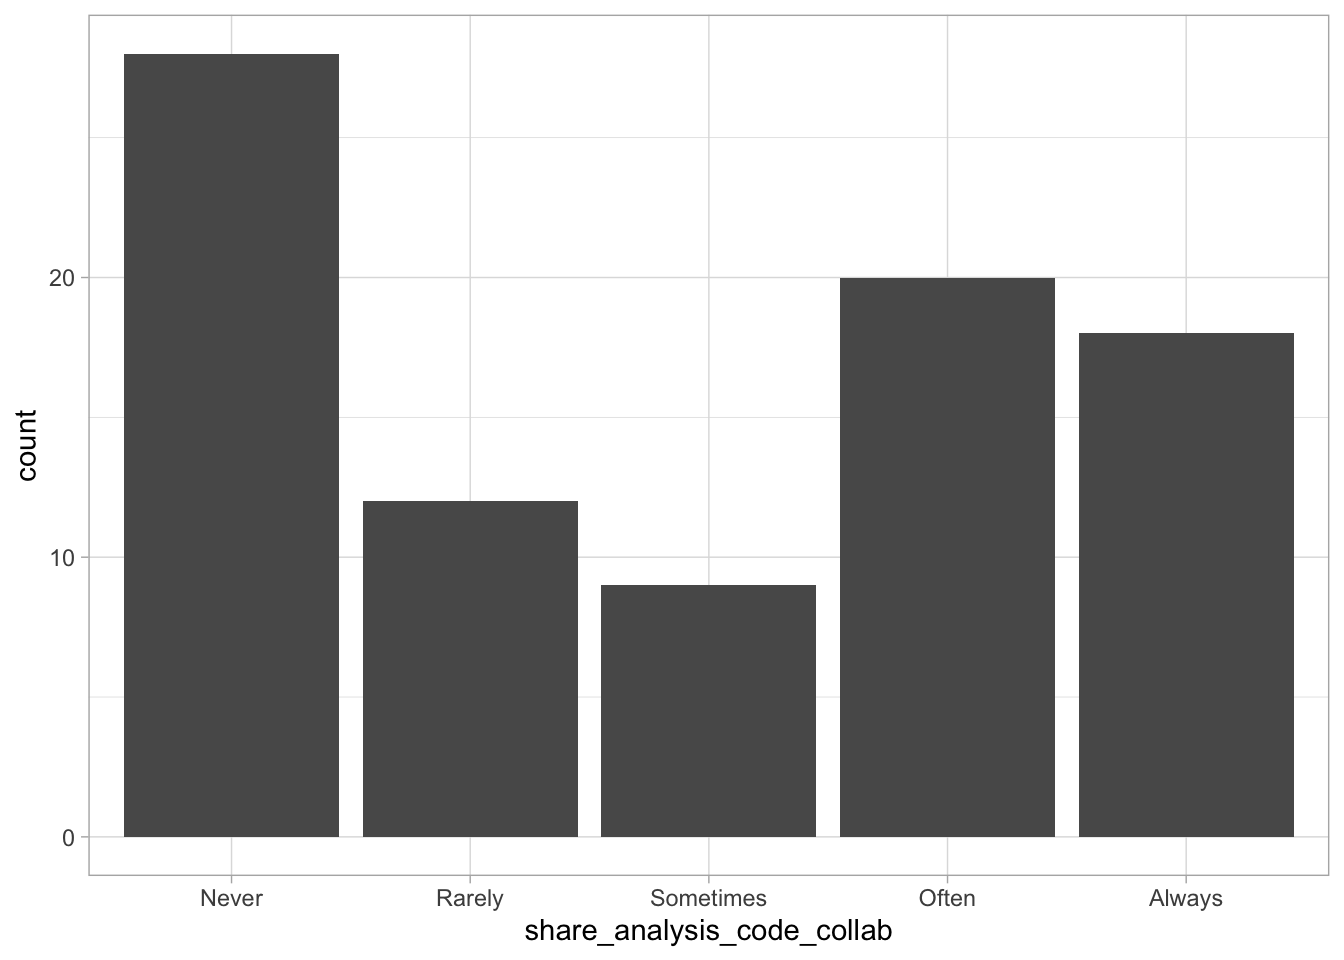 count
20
10
0
Never Rarely Sometimes Often Always
share_analysis_code_collab